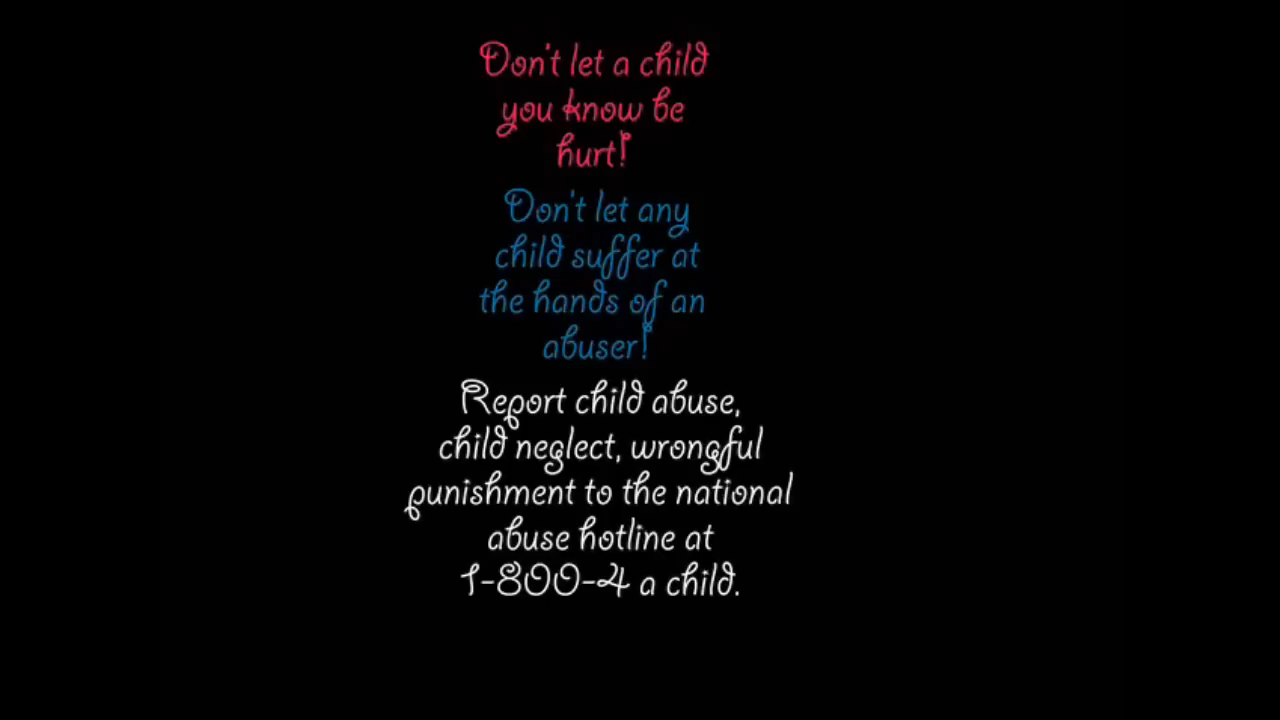 Don't let a child
you know be
hurt!
Don't let any
child suffer at
the hands of an
abuser!
Report child abuse,
child neglect, wrongful
punishment to the national
abuse hotline at
1-800-4 a child.